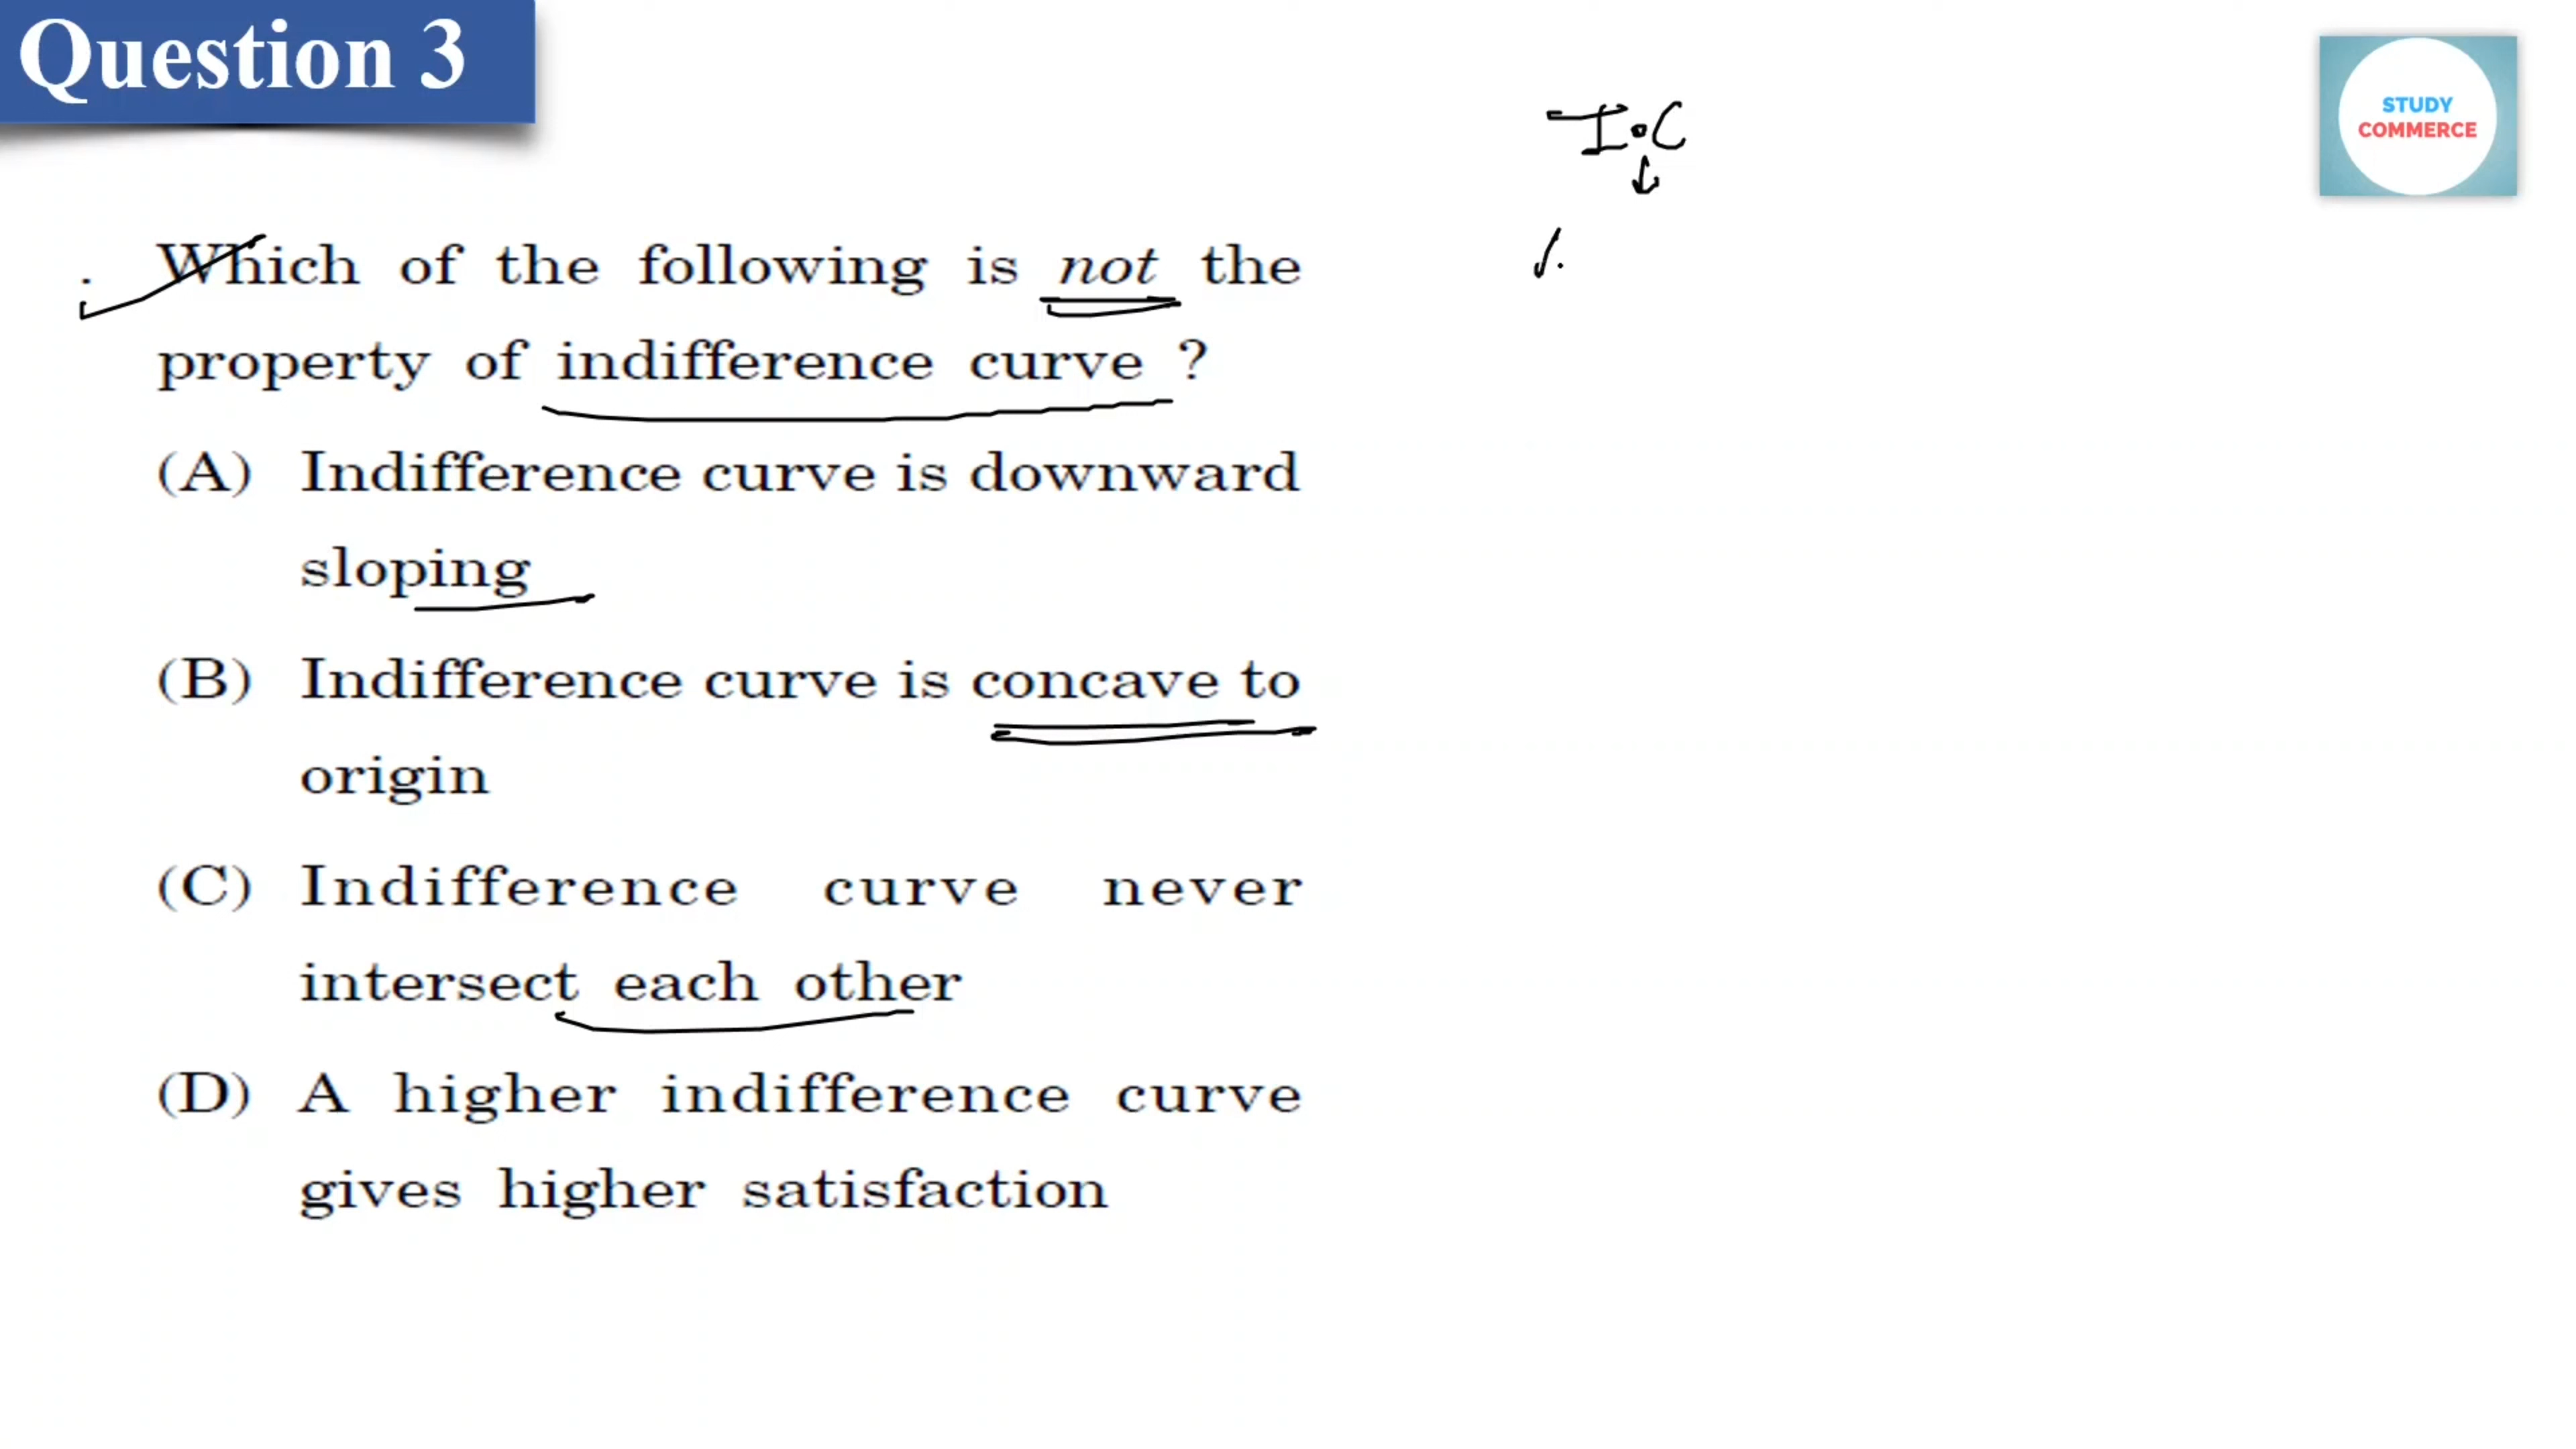 Question 3
STUDY
COMMERCE
I.C
1.
. Which of the following is not the
property of indifference curve ?
(A) Indifference curve is downward
sloping
(B) Indifference curve is concave to
origin
(C) Indifference curve never
intersect each other
(D) A higher indifference curve
gives higher satisfaction